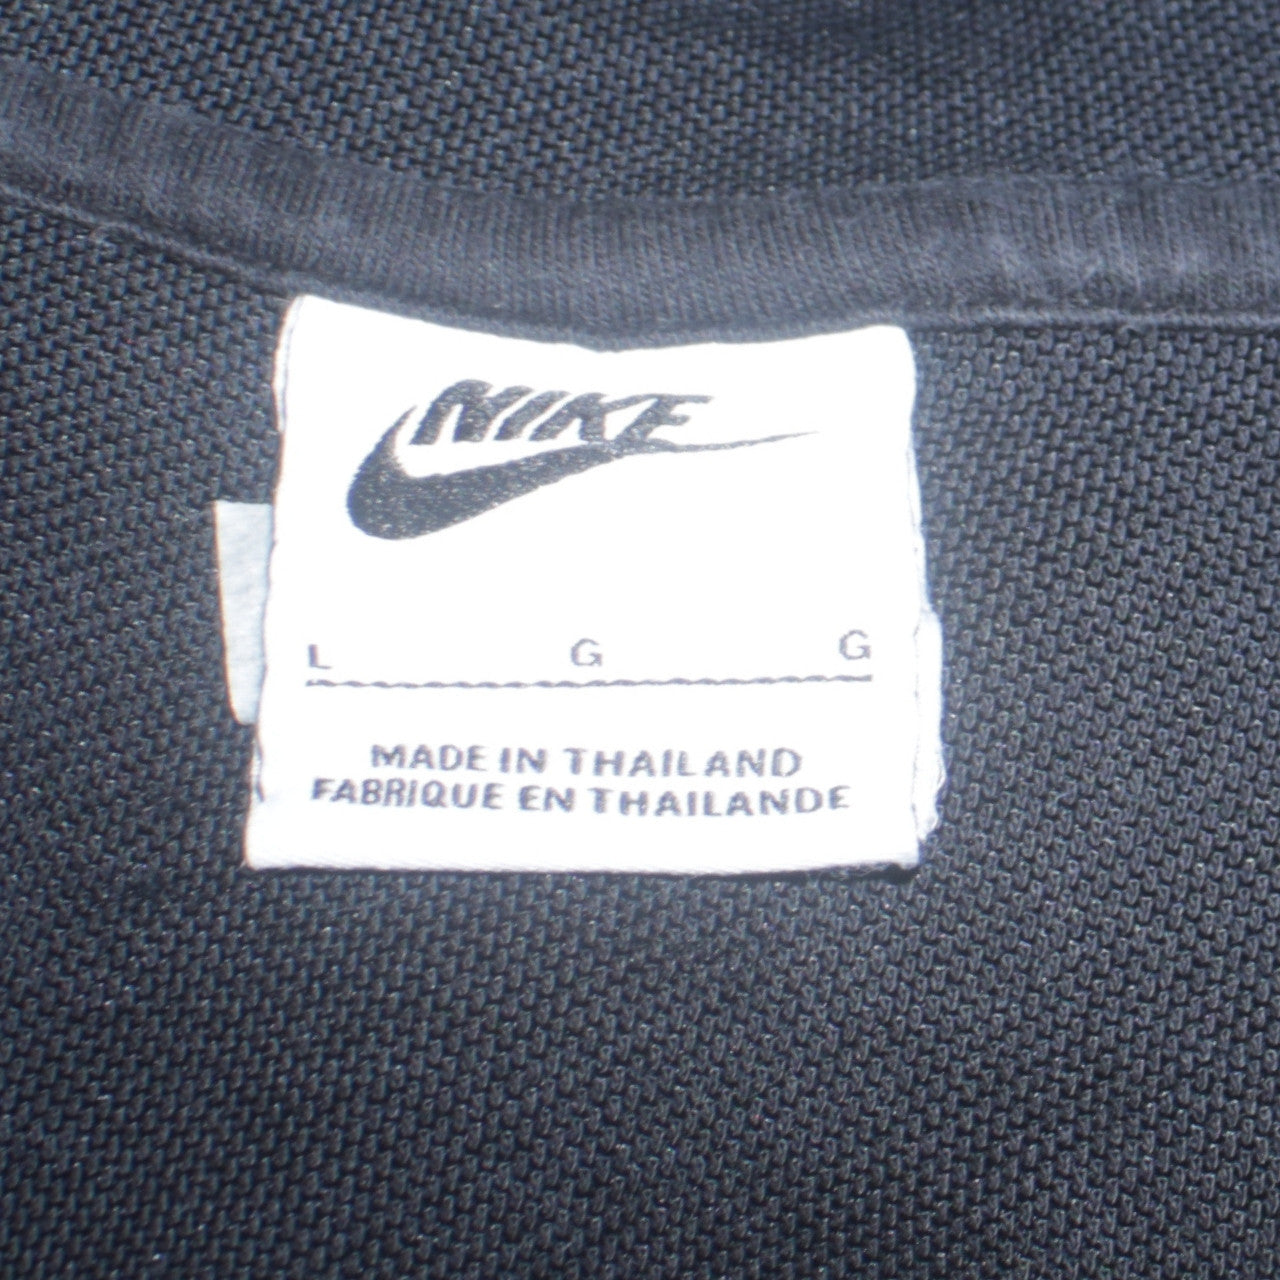 NIKE
L G G
MADE IN THAILAND
FABRIQUE EN THAILANDE